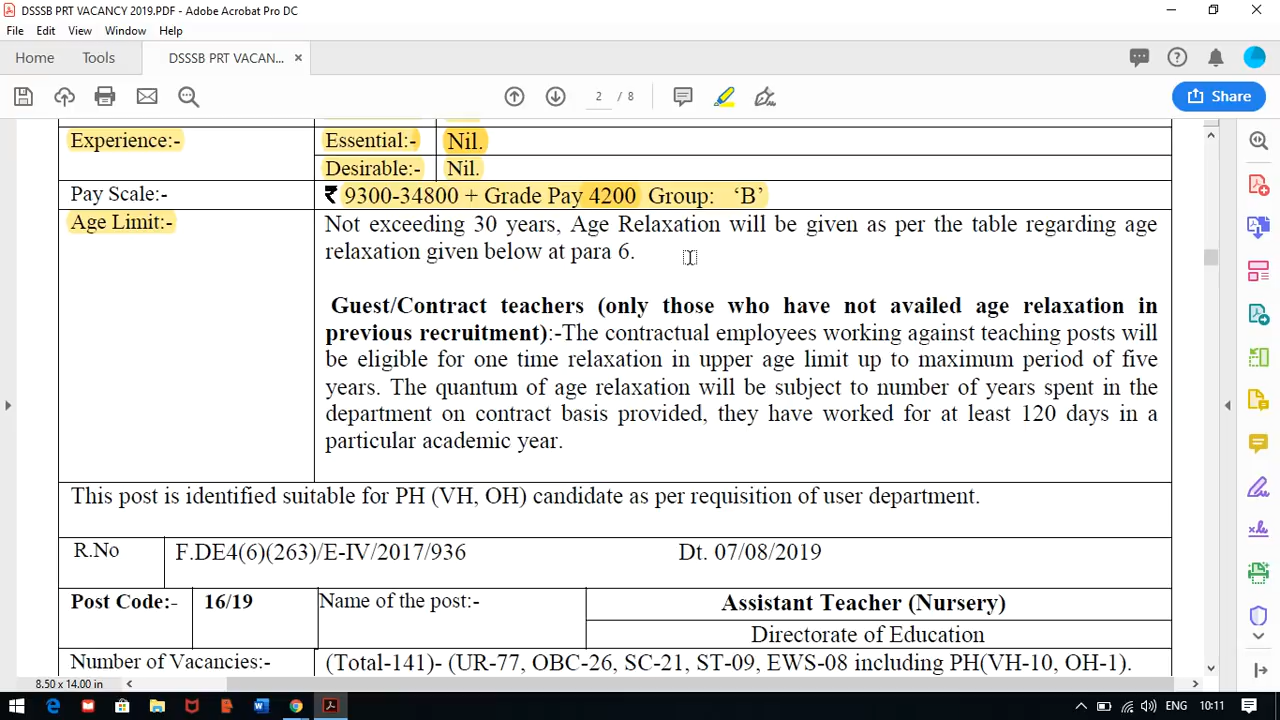 DSSSB PRT VACANCY 2019.PDF - Adobe Acrobat Pro DC
File Edit View Window Help
Home Tools DSSSB PRT VACAN... ×
2 / 8 Share
Experience:- Essential:- Nil.
Desirable:- Nil.
Pay Scale:- ₹ 9300-34800 + Grade Pay 4200 Group: ‘B’
Age Limit:- Not exceeding 30 years, Age Relaxation will be given as per the table regarding age
relaxation given below at para 6.
Guest/Contract teachers (only those who have not availed age relaxation in
previous recruitment):-The contractual employees working against teaching posts will
be eligible for one time relaxation in upper age limit up to maximum period of five
years. The quantum of age relaxation will be subject to number of years spent in the
department on contract basis provided, they have worked for at least 120 days in a
particular academic year.
This post is identified suitable for PH (VH, OH) candidate as per requisition of user department.
R.No F.DE4(6)(263)/E-IV/2017/936 Dt. 07/08/2019
Post Code:- 16/19 Name of the post:- Assistant Teacher (Nursery)
Directorate of Education
Number of Vacancies:- (Total-141)- (UR-77, OBC-26, SC-21, ST-09, EWS-08 including PH(VH-10, OH-1).
8.50 x 14.00 in
ENG 10:11